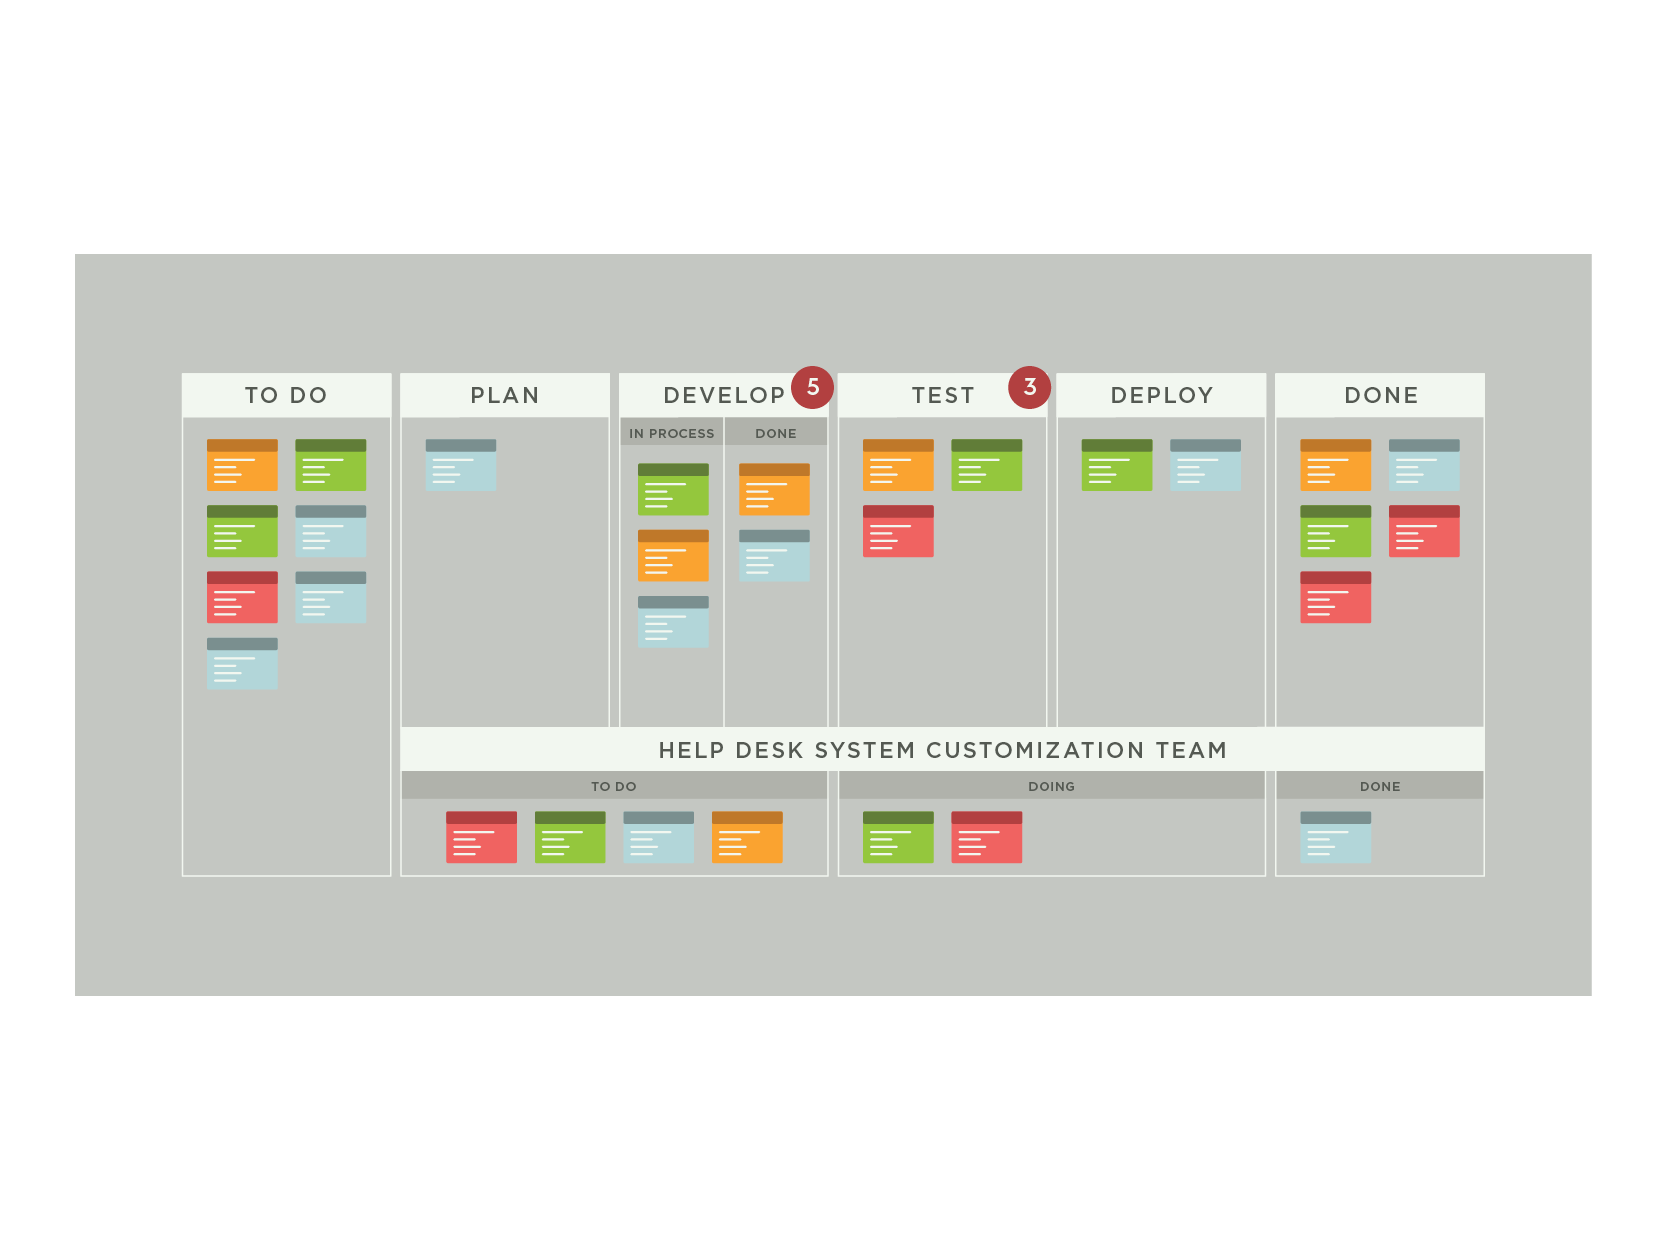 TO DO
PLAN
DEVELOP
5
TEST
3
DEPLOY
DONE
IN PROCESS
DONE
HELP DESK SYSTEM CUSTOMIZATION TEAM
TO DO
DOING
DONE